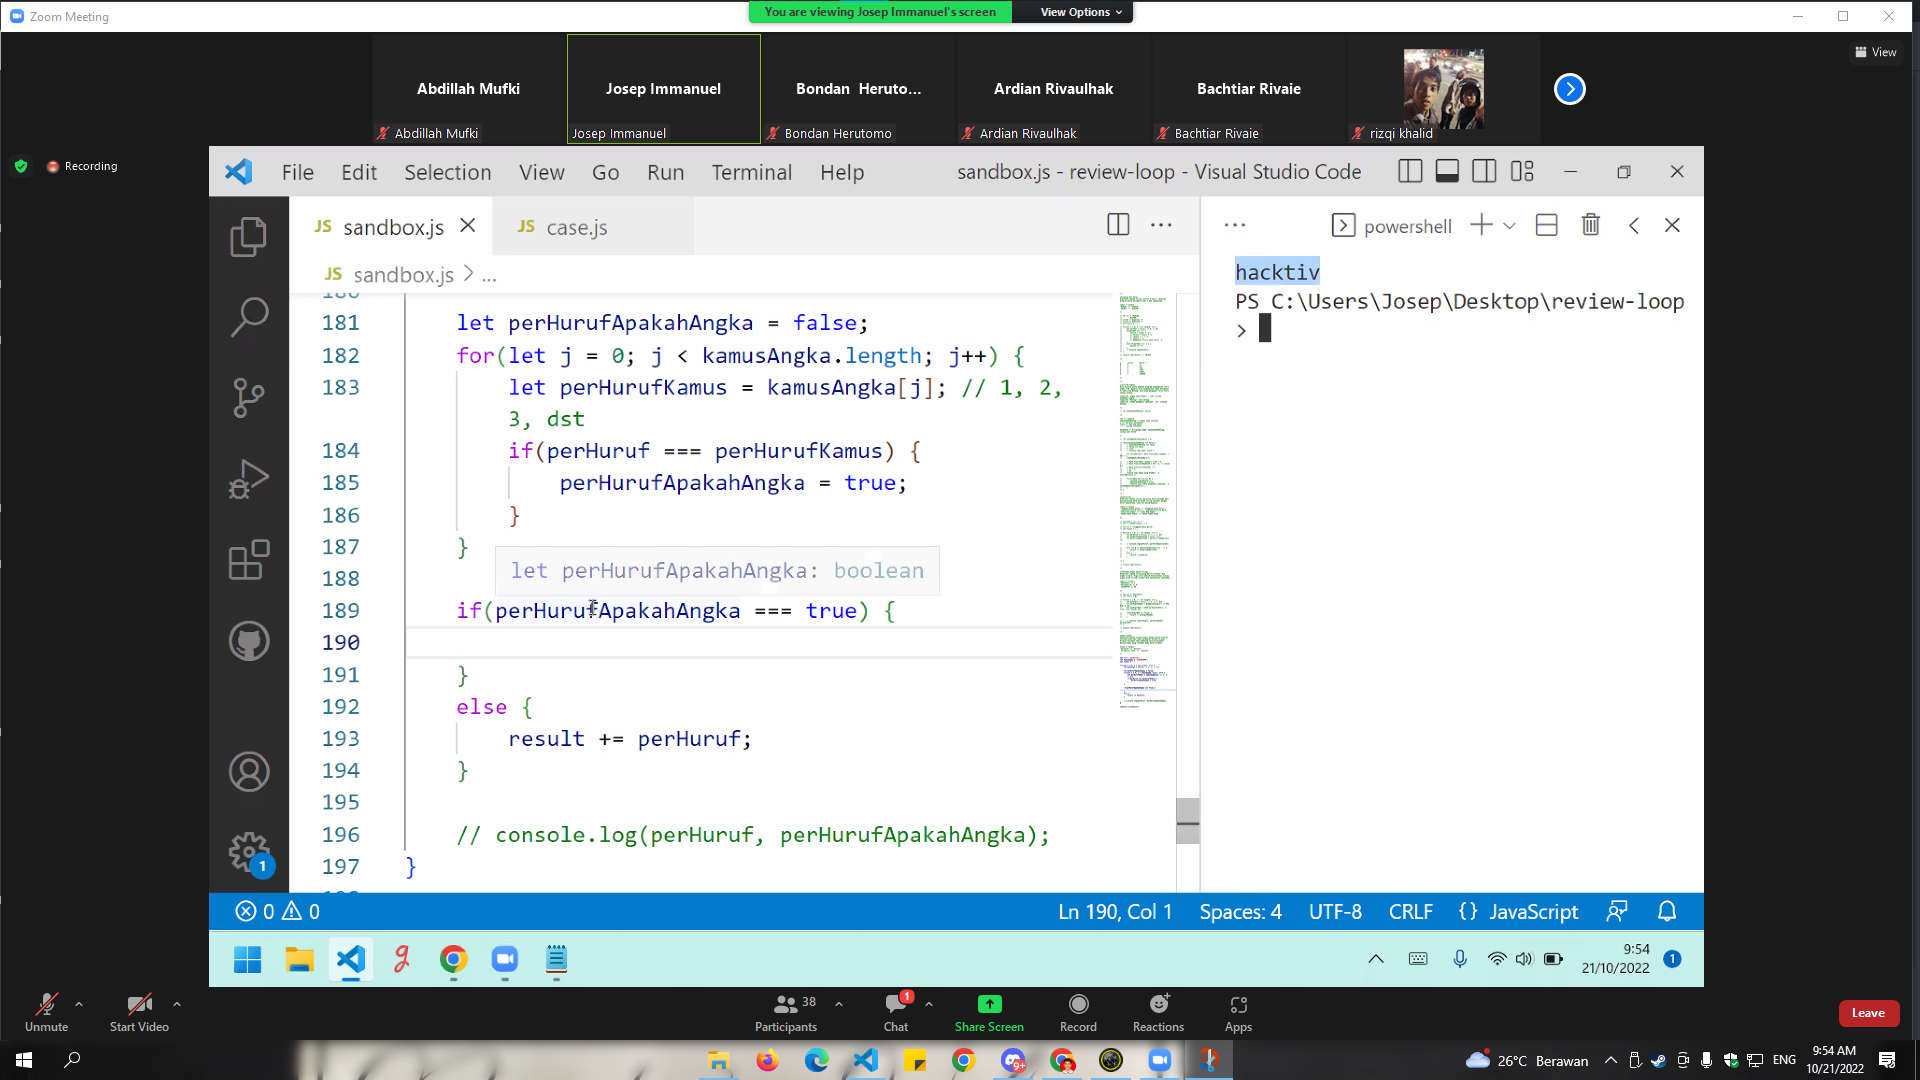 Zoom Meeting
You are viewing Josep Immanuel's screen
View Options
View
Abdillah Mufki
Josep Immanuel
Bondan Heruto...
Ardian Rivaulhak
Bachtiar Rivaie
Abdillah Mufki
Josep Immanuel
Bondan Herutomo
Ardian Rivaulhak
Bachtiar Rivaie
rizqi khalid
Recording
File Edit Selection View Go Run Terminal Help
sandbox.js - review-loop - Visual Studio Code
JS sandbox.js
JS case.js
JS sandbox.js > ...
181 let perHurufApakahAngka = false;
182 for(let j = 0; j < kamusAngka.length; j++) {
183 let perHurufKamus = kamusAngka[j]; // 1, 2,
3, dst
184 if(perHuruf === perHurufKamus) {
185 perHurufApakahAngka = true;
186 }
187 }
let perHurufApakahAngka: boolean
188
189 if(perHurufApakahAngka === true) {
190
191 }
192 else {
193 result += perHuruf;
194 }
195
196 // console.log(perHuruf, perHurufApakahAngka);
197 }
powershell
hacktiv
PS C:\Users\Josep\Desktop\review-loop
>
1
0 0
Ln 190, Col 1
Spaces: 4
UTF-8
CRLF
{} JavaScript
9:54
21/10/2022
1
Unmute
Start Video
38
Participants
1
Chat
Share Screen
Record
Reactions
Apps
Leave
9+
26°C Berawan
ENG
9:54 AM
10/21/2022